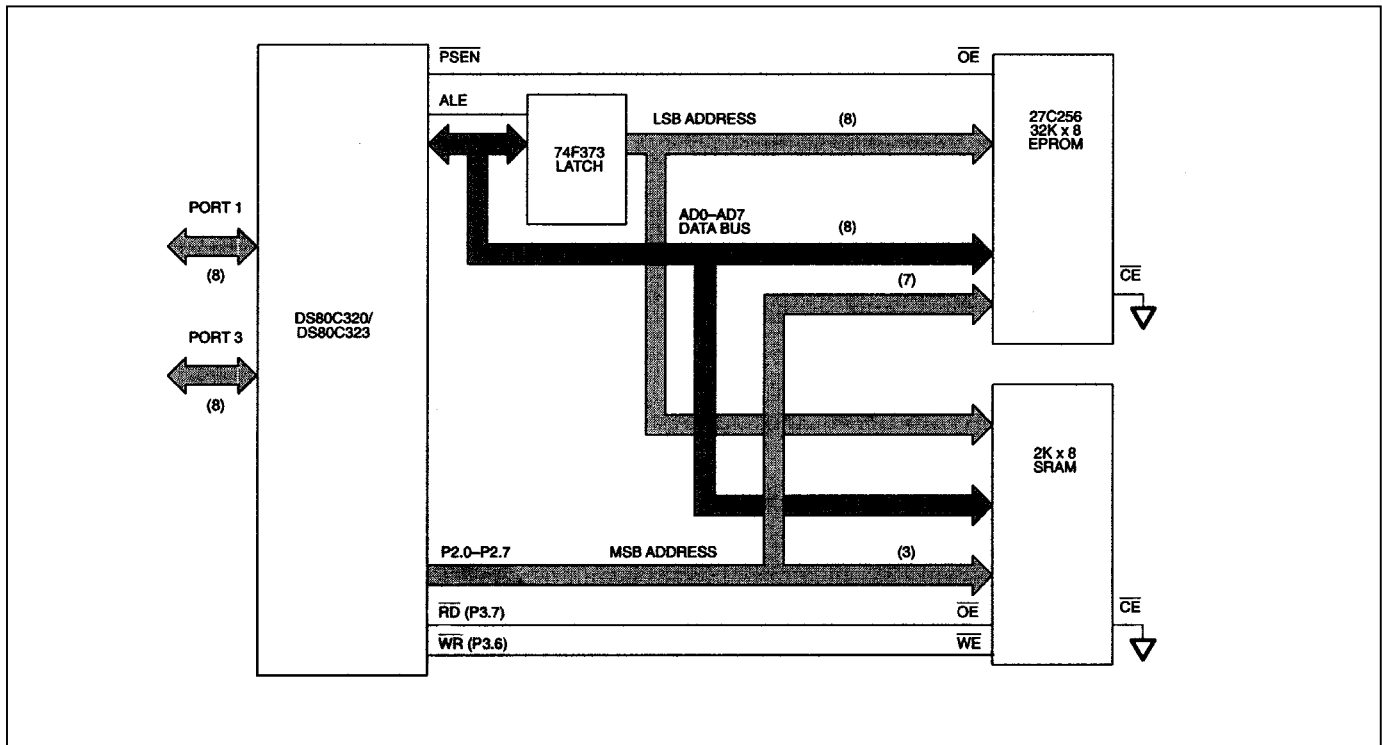 PSEN
OE
ALE
LSB ADDRESS
(8)
74F373
LATCH
27C256
32K x 8
EPROM
PORT 1
(8)
AD0–AD7
DATA BUS
(8)
(7)
CE
DS80C320/
DS80C323
PORT 3
(8)
2K x 8
SRAM
P2.0–P2.7
MSB ADDRESS
(3)
RD (P3.7)
OE
CE
WR (P3.6)
WE